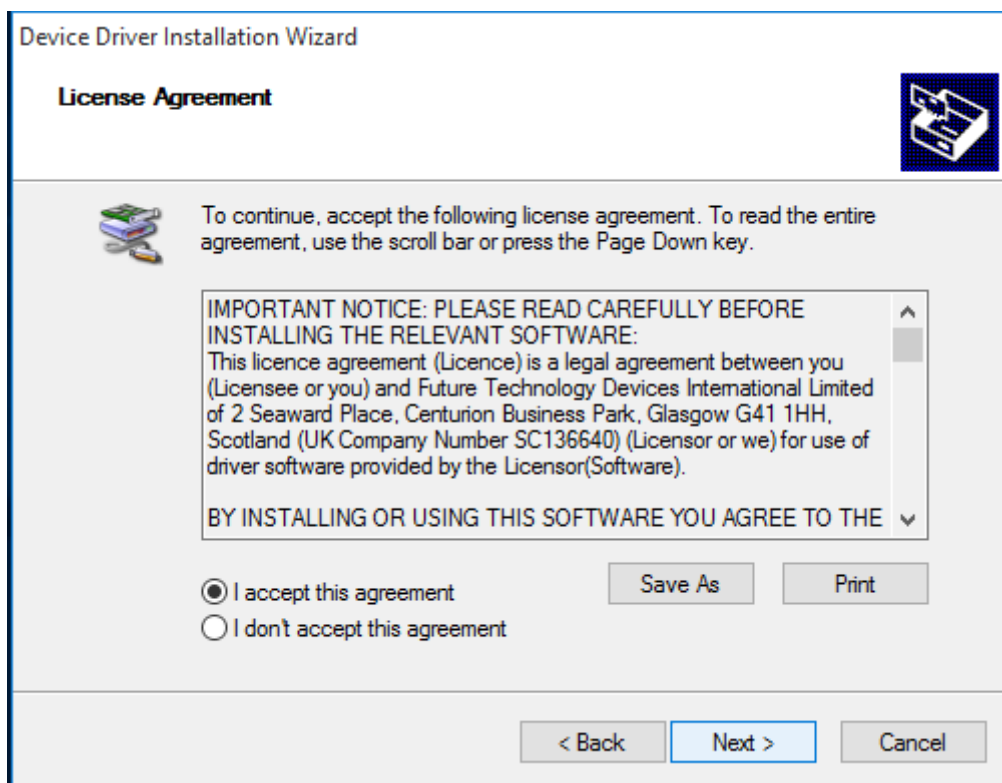 Device Driver Installation Wizard
License Agreement
To continue, accept the following license agreement. To read the entire
agreement, use the scroll bar or press the Page Down key.
IMPORTANT NOTICE: PLEASE READ CAREFULLY BEFORE
INSTALLING THE RELEVANT SOFTWARE:
This licence agreement (Licence) is a legal agreement between you
(Licensee or you) and Future Technology Devices International Limited
of 2 Seaward Place, Centurion Business Park, Glasgow G41 1HH,
Scotland (UK Company Number SC136640) (Licensor or we) for use of
driver software provided by the Licensor(Software).
BY INSTALLING OR USING THIS SOFTWARE YOU AGREE TO THE
I accept this agreement
Save As
Print
I don't accept this agreement
< Back
Next >
Cancel